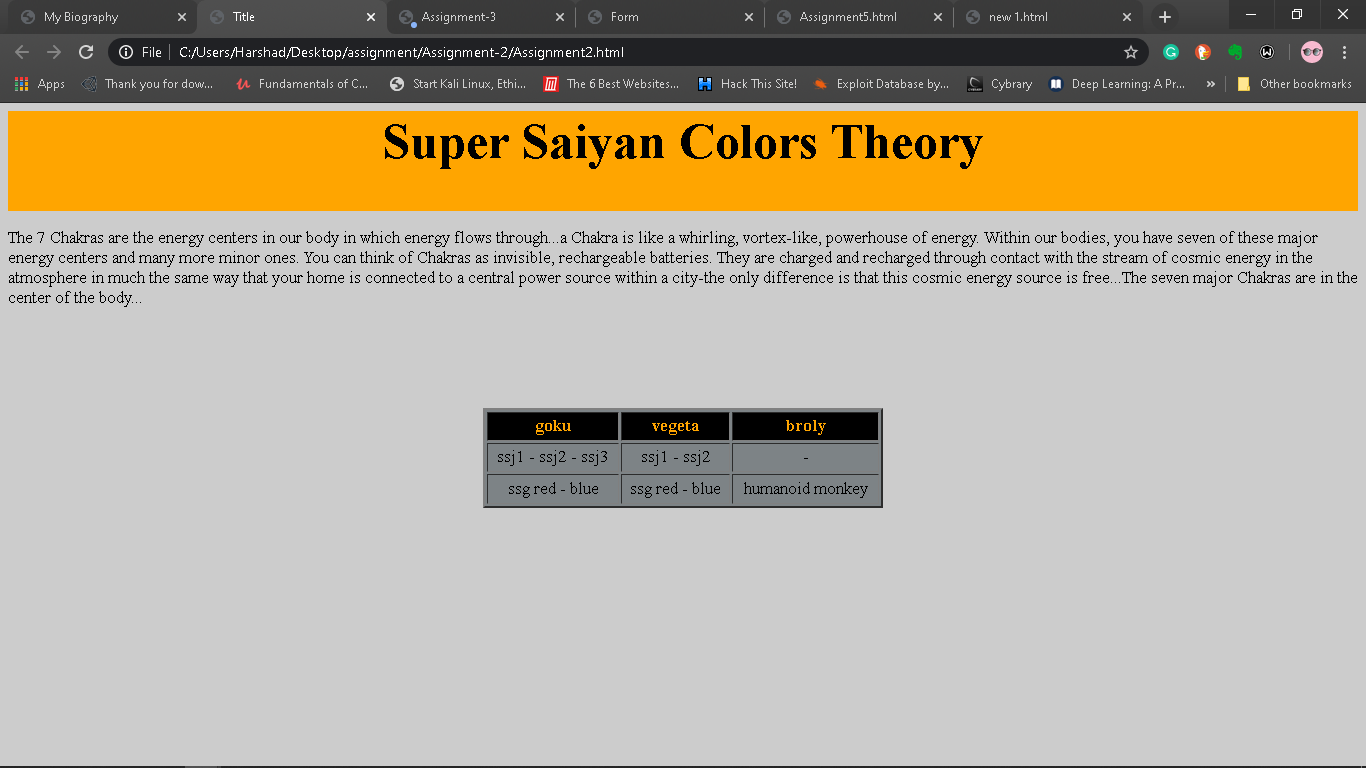 My Biography
Title
Assignment-3
Form
Assignment5.html
new 1.html
File C:/Users/Harshad/Desktop/assignment/Assignment-2/Assignment2.html
Apps Thank you for dow... Fundamentals of C... Start Kali Linux, Ethi... The 6 Best Websites... Hack This Site! Exploit Database by... Cybrary Deep Learning: A Pr... » Other bookmarks
Super Saiyan Colors Theory
The 7 Chakras are the energy centers in our body in which energy flows through...a Chakra is like a whirling, vortex-like, powerhouse of energy. Within our bodies, you have seven of these major
energy centers and many more minor ones. You can think of Chakras as invisible, rechargeable batteries. They are charged and recharged through contact with the stream of cosmic energy in the
atmosphere in much the same way that your home is connected to a central power source within a city-the only difference is that this cosmic energy source is free...The seven major Chakras are in the
center of the body...
goku vegeta broly
ssj1 - ssj2 - ssj3 ssj1 - ssj2 -
ssg red - blue ssg red - blue humanoid monkey